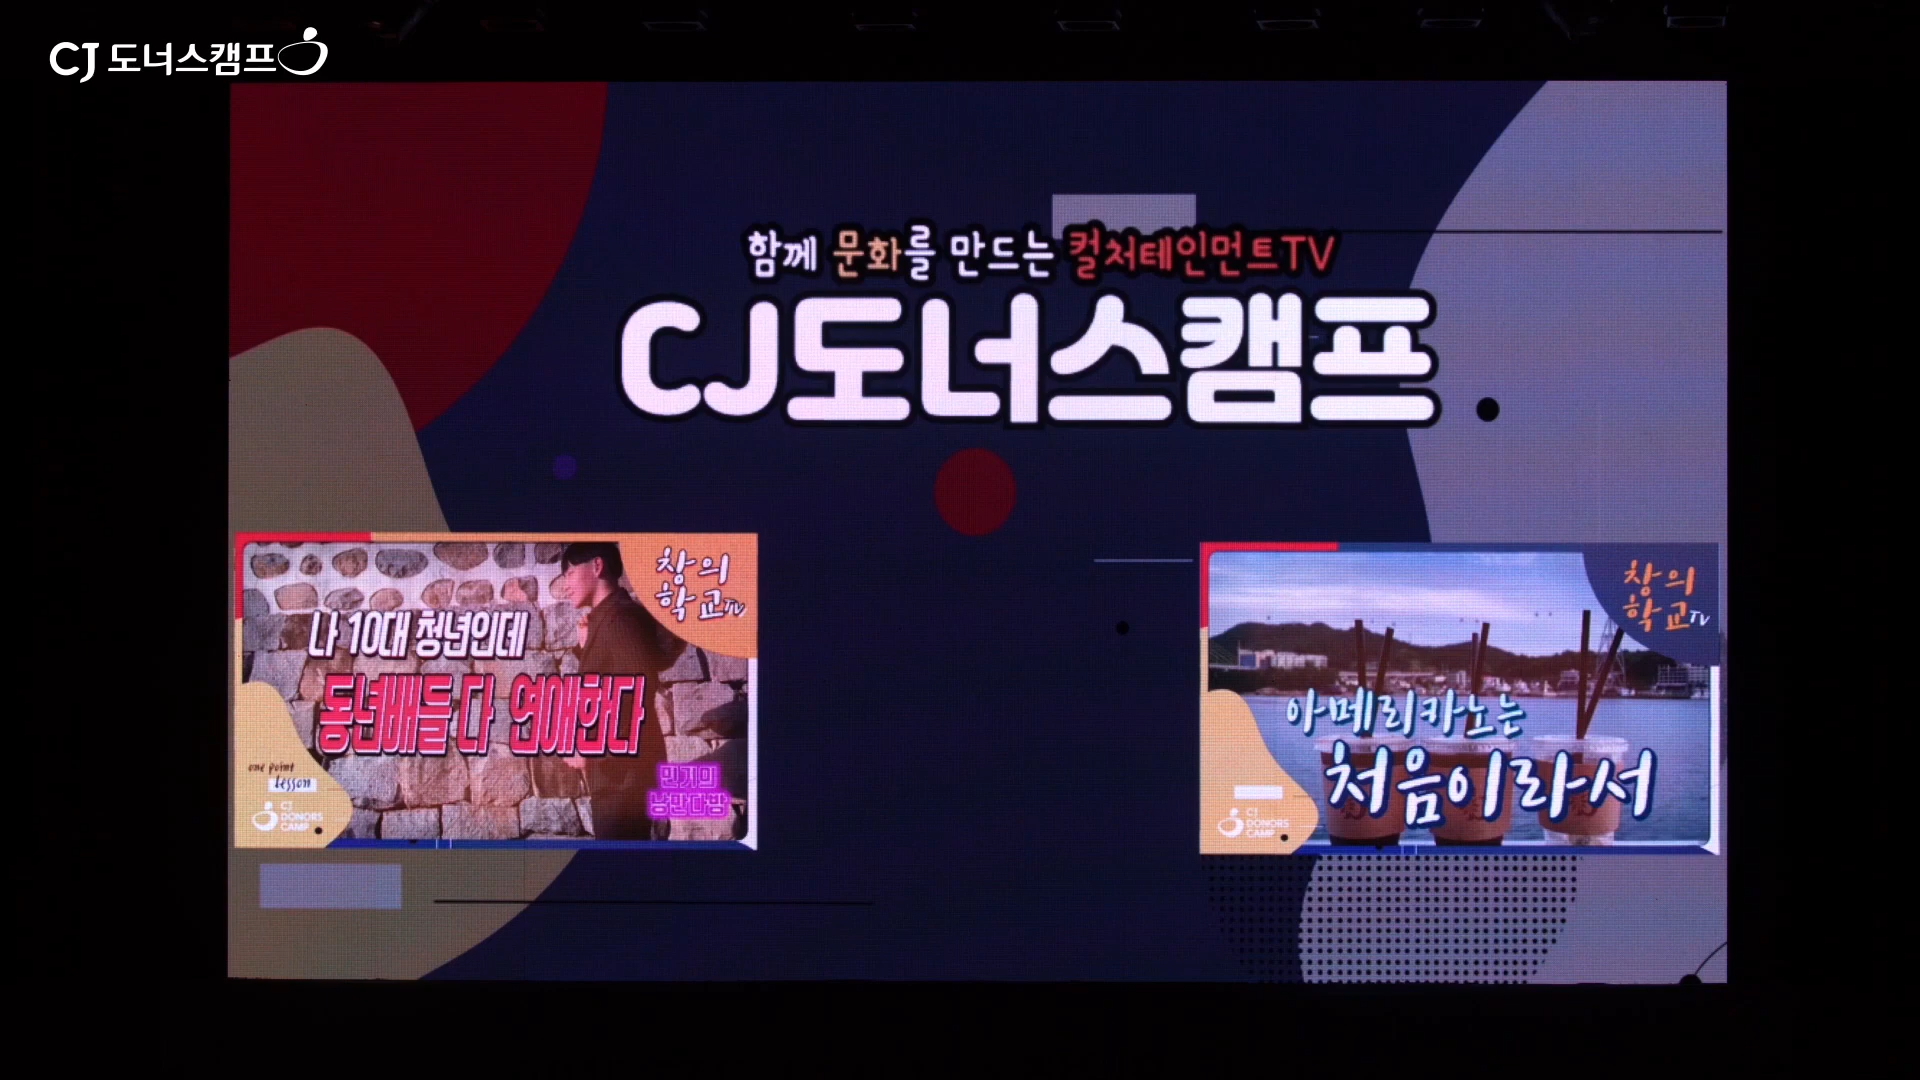 CJ 도너스캠프
함께 문화를 만드는 컬처테인먼트TV
CJ도너스캠프
창의
학교TV
나 10대 청년인데
동년배들 다 연애한다
one point
lesson
CJ
DONORS
CAMP
민기의
낭만다방
창의
학교TV
아메리카노는
처음이라서
CJ
DONORS
CAMP